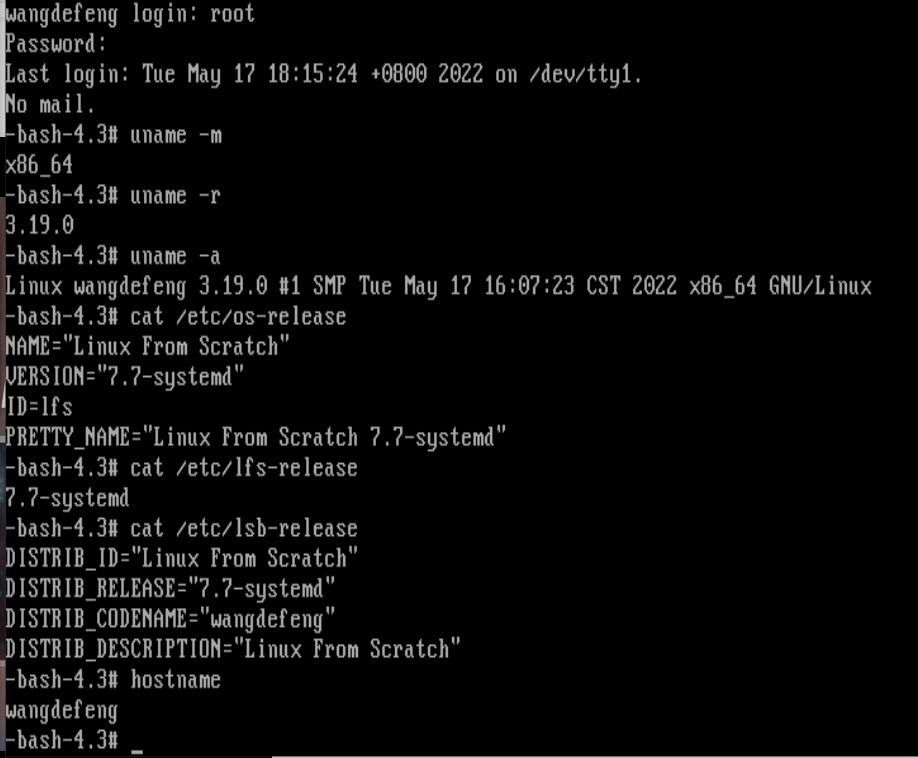 wangdefeng login: root
Password:
Last login: Tue May 17 18:15:24 +0800 2022 on /dev/tty1.
No mail.
-bash-4.3# uname -m
x86_64
-bash-4.3# uname -r
3.19.0
-bash-4.3# uname -a
Linux wangdefeng 3.19.0 #1 SMP Tue May 17 16:07:23 CST 2022 x86_64 GNU/Linux
-bash-4.3# cat /etc/os-release
NAME="Linux From Scratch"
VERSION="7.7-systemd"
ID=lfs
PRETTY_NAME="Linux From Scratch 7.7-systemd"
-bash-4.3# cat /etc/lfs-release
7.7-systemd
-bash-4.3# cat /etc/lsb-release
DISTRIB_ID="Linux From Scratch"
DISTRIB_RELEASE="7.7-systemd"
DISTRIB_CODENAME="wangdefeng"
DISTRIB_DESCRIPTION="Linux From Scratch"
-bash-4.3# hostname
wangdefeng
-bash-4.3# _